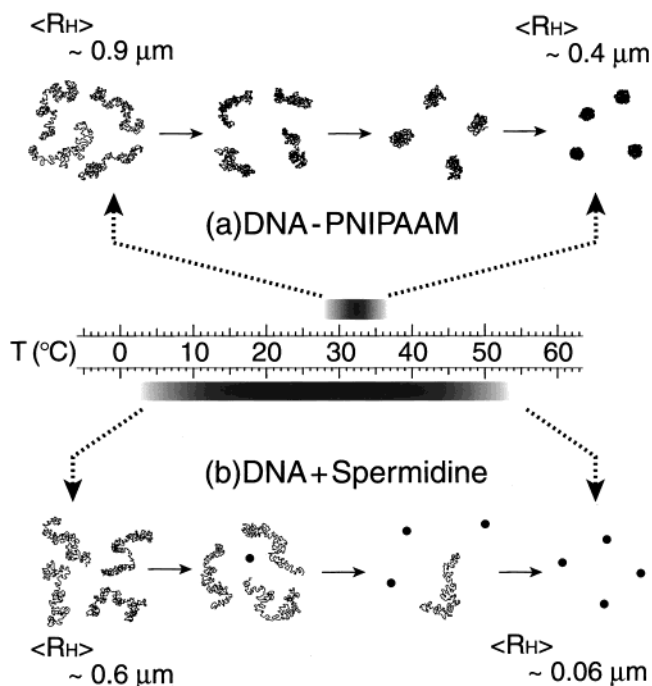 <RH>
~ 0.9 μm
<RH>
~ 0.4 μm
(a)DNA-PNIPAAM
T (°C) 0 10 20 30 40 50 60
(b)DNA+Spermidine
<RH>
~ 0.6 μm
<RH>
~ 0.06 μm